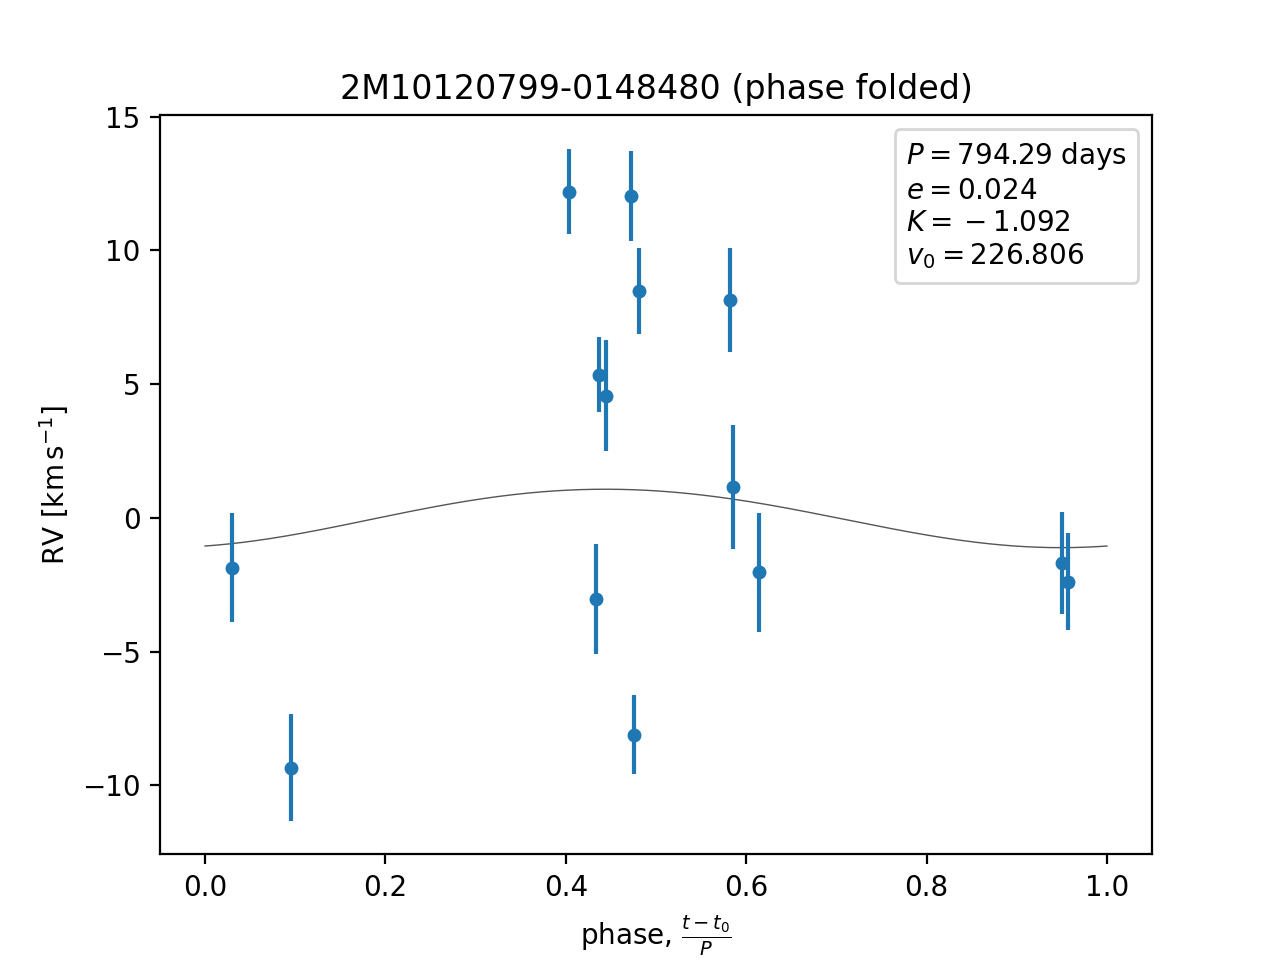 2M10120799-0148480 (phase folded)
P = 794.29 days
e = 0.024
K = −1.092
v₀ = 226.806
15
10
5
0
−5
−10
RV [km s⁻¹]
0.0 0.2 0.4 0.6 0.8 1.0
phase, (t − t₀)/P